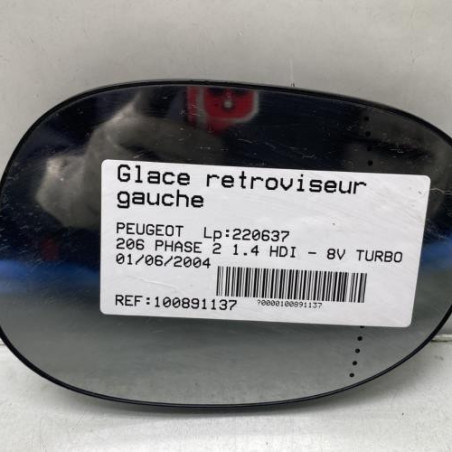 Glace retroviseur
gauche
PEUGEOT Lp:220637
206 PHASE 2 1.4 HDI - 8V TURBO
01/06/2004
REF:100891137
?0000100891137